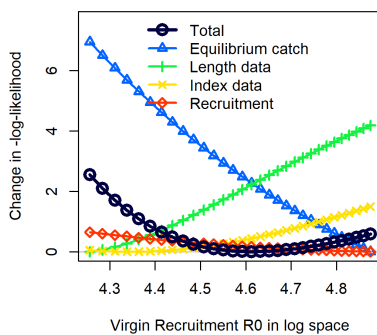 Total
Equilibrium catch
Length data
Index data
Recruitment
Change in -log-likelihood
6
4
2
0
4.3 4.4 4.5 4.6 4.7 4.8
Virgin Recruitment R0 in log space